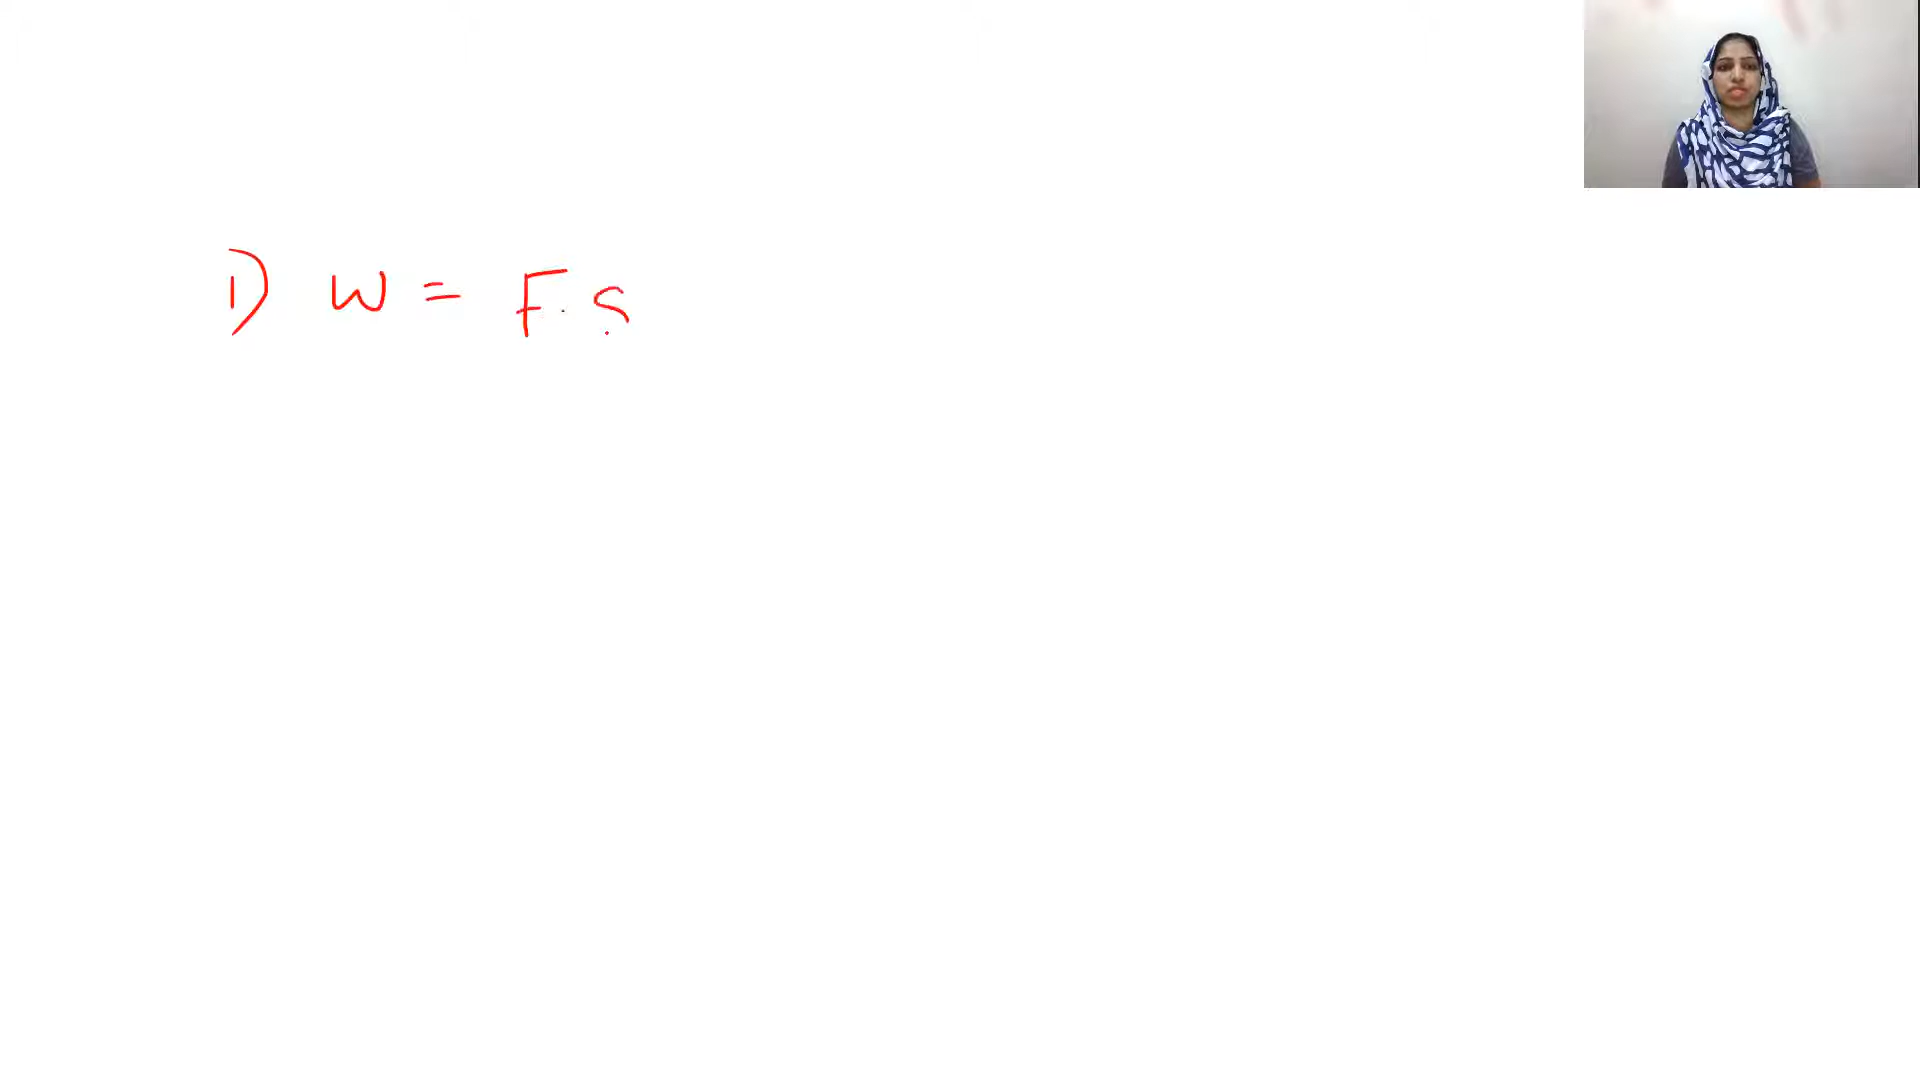 1) W = F. S